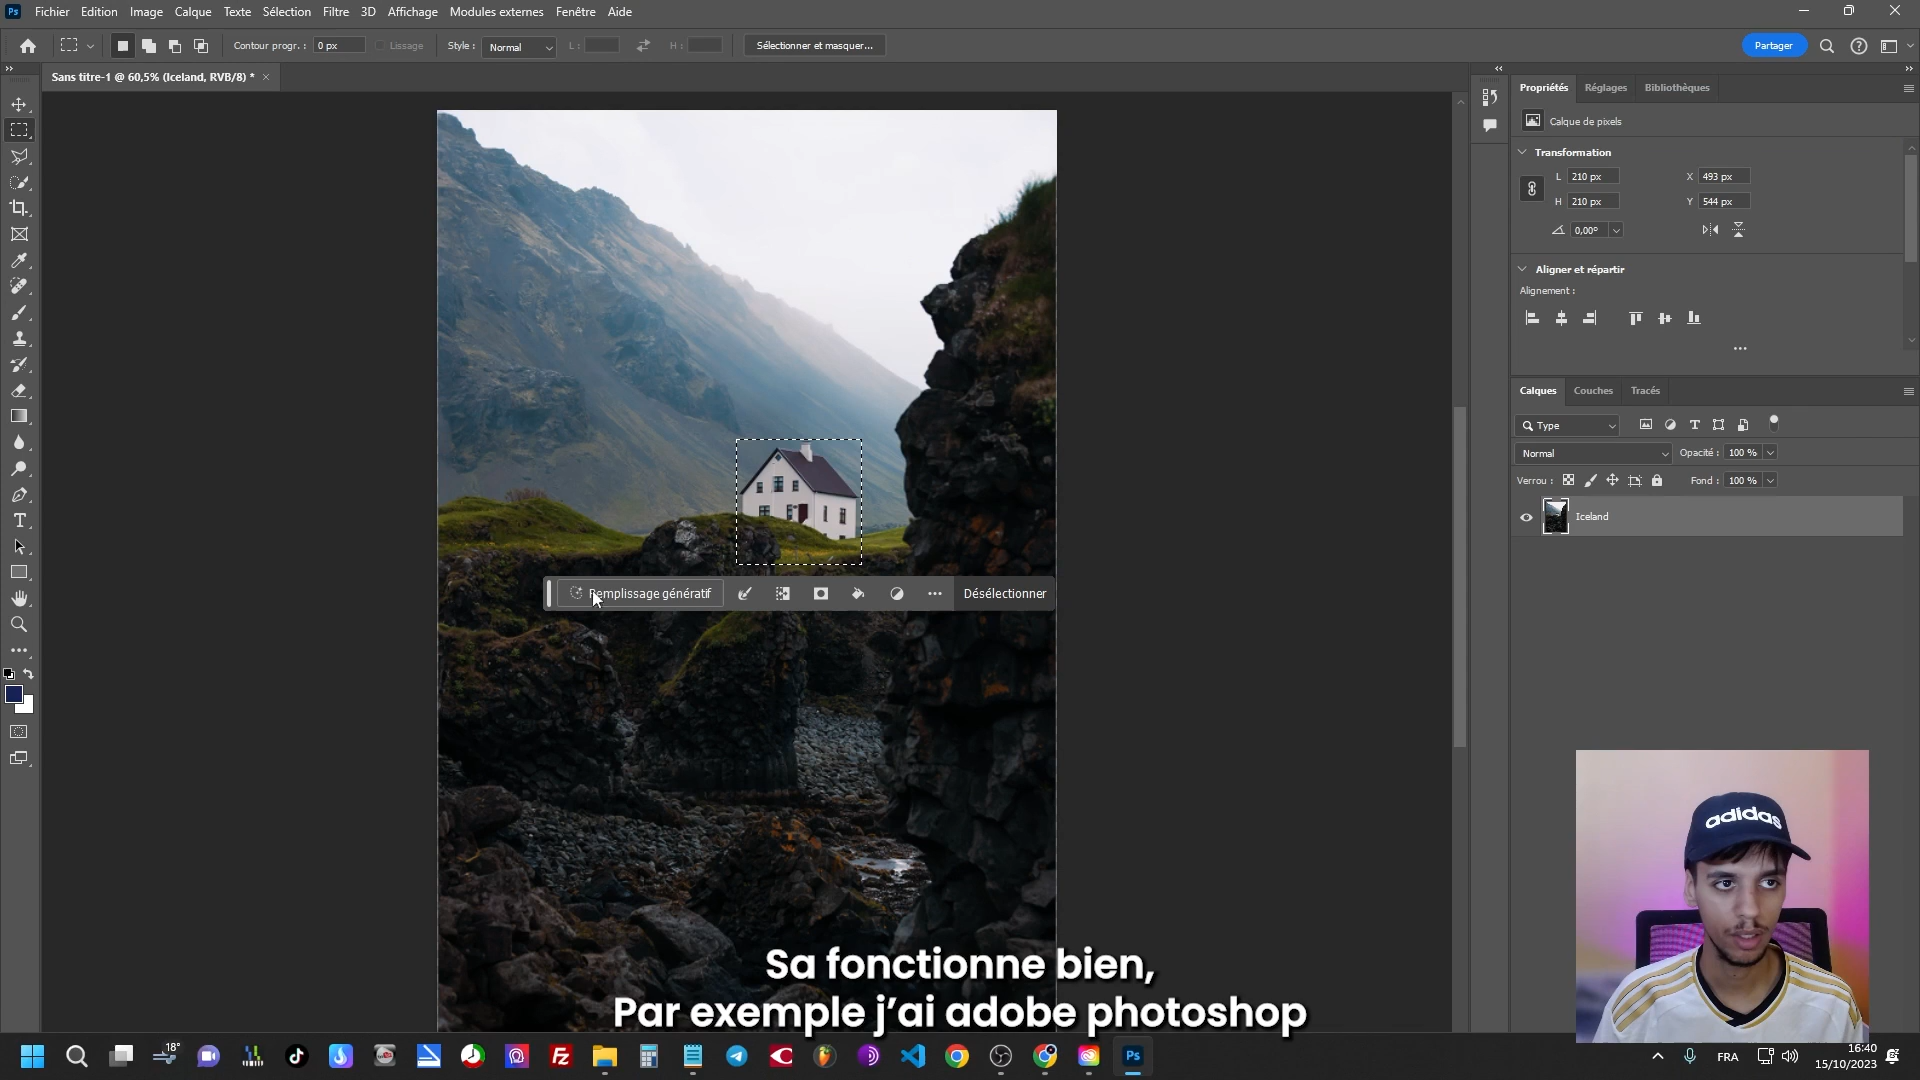 Ps Fichier Edition Image Calque Texte Sélection Filtre 3D Affichage Modules externes Fenêtre Aide
Contour progr. : 0 px Lissage Style : Normal L : H : Sélectionner et masquer... Partager
Sans titre-1 @ 60,5% (Iceland, RVB/8) * ×
Propriétés Réglages Bibliothèques
Calque de pixels
Transformation
L 210 px X 493 px
H 210 px Y 544 px
0,00°
Aligner et répartir
Alignement :
Calques Couches Tracés
Type
Normal Opacité : 100 %
Verrou : Fond : 100 %
Iceland
Remplissage génératif Désélectionner
adidas
Sa fonctionne bien,
Par exemple j'ai adobe photoshop
18°
Fz
Ps
FRA
16:40
15/10/2023